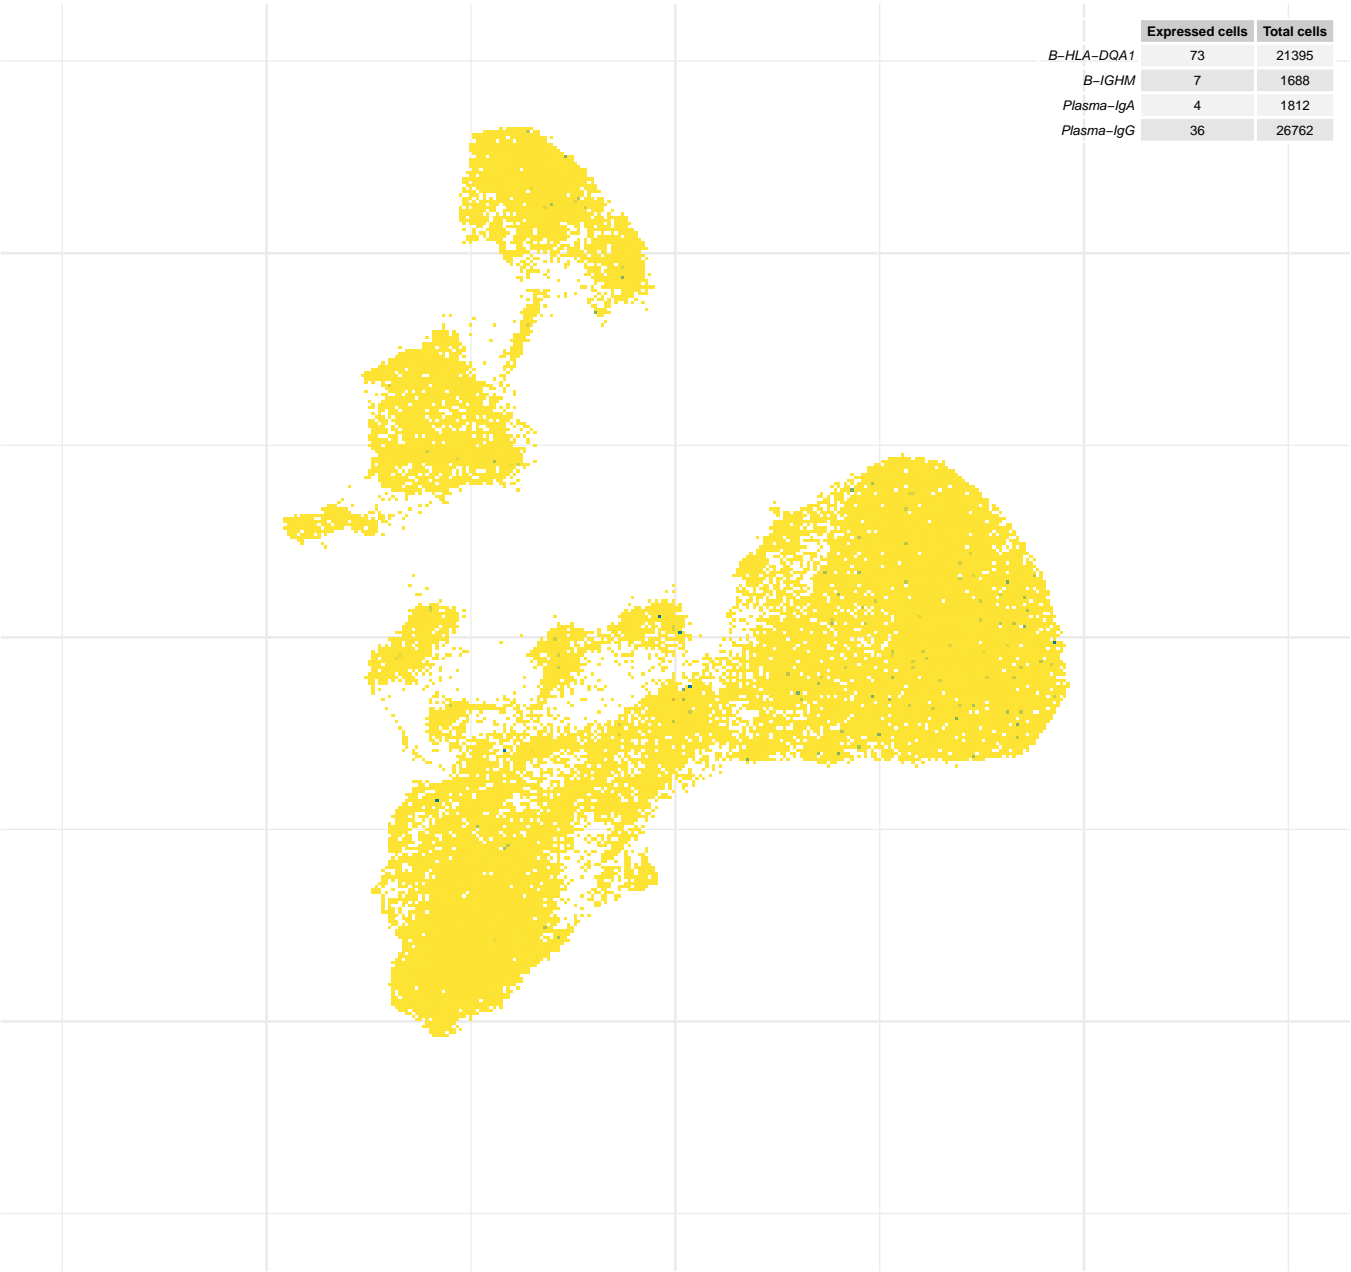 Expressed cells Total cells
B−HLA−DQA1 73 21395
B−IGHM 7 1688
Plasma−IgA 4 1812
Plasma−IgG 36 26762